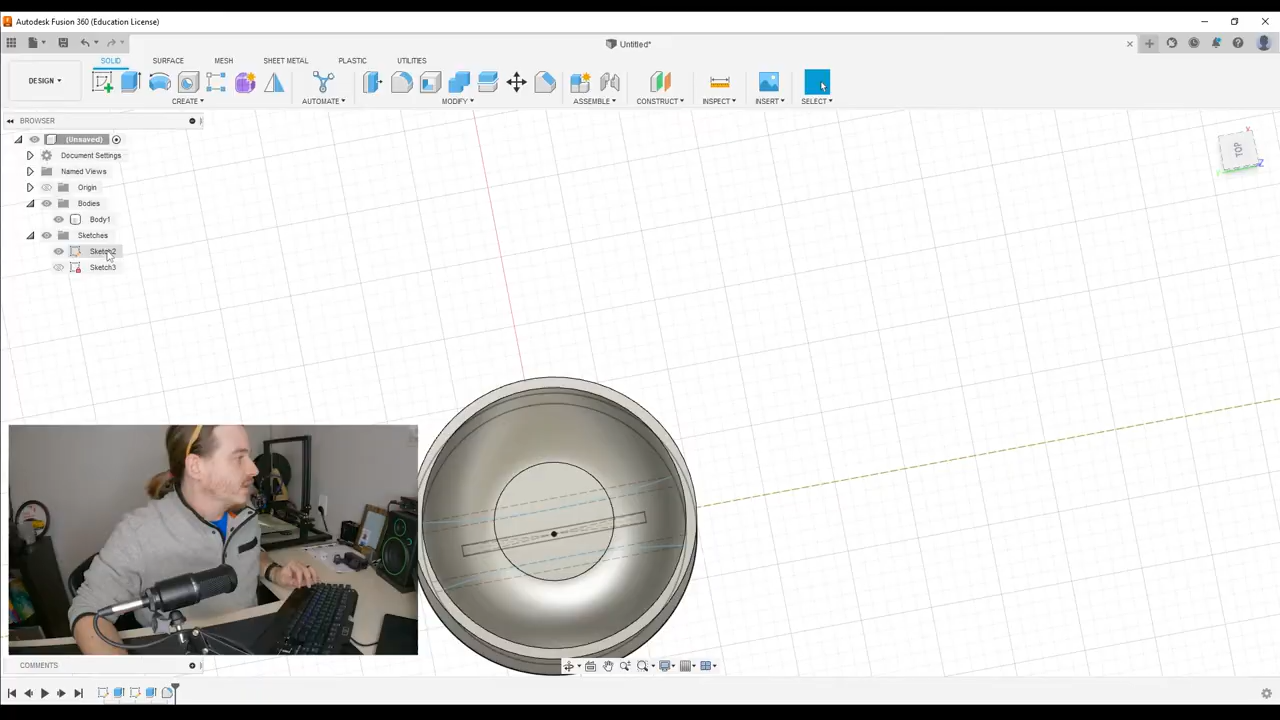 Autodesk Fusion 360 (Education License)
Untitled*
DESIGN
SOLID SURFACE MESH SHEET METAL PLASTIC UTILITIES
CREATE AUTOMATE MODIFY ASSEMBLE CONSTRUCT INSPECT INSERT SELECT
BROWSER
(Unsaved)
Document Settings
Named Views
Origin
Bodies
Body1
Sketches
Sketch2
Sketch3
TOP
X
Z
Y
COMMENTS